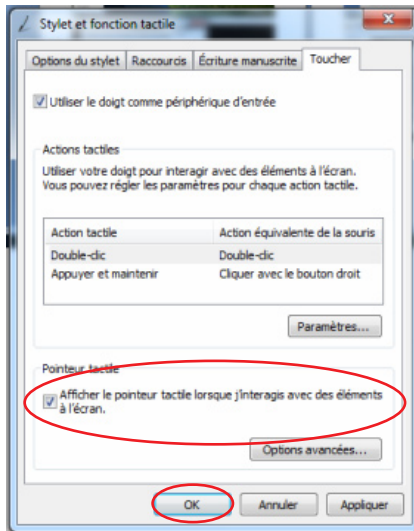 Stylet et fonction tactile
Options du stylet Raccourcis Écriture manuscrite Toucher
Utiliser le doigt comme périphérique d'entrée
Actions tactiles
Utiliser votre doigt pour interagir avec des éléments à l'écran.
Vous pouvez régler les paramètres pour chaque action tactile.
Action tactile Action équivalente de la souris
Double-clic Double-clic
Appuyer et maintenir Cliquer avec le bouton droit
Paramètres...
Pointeur tactile
Afficher le pointeur tactile lorsque j'interagis avec des éléments
à l'écran.
Options avancées...
OK Annuler Appliquer